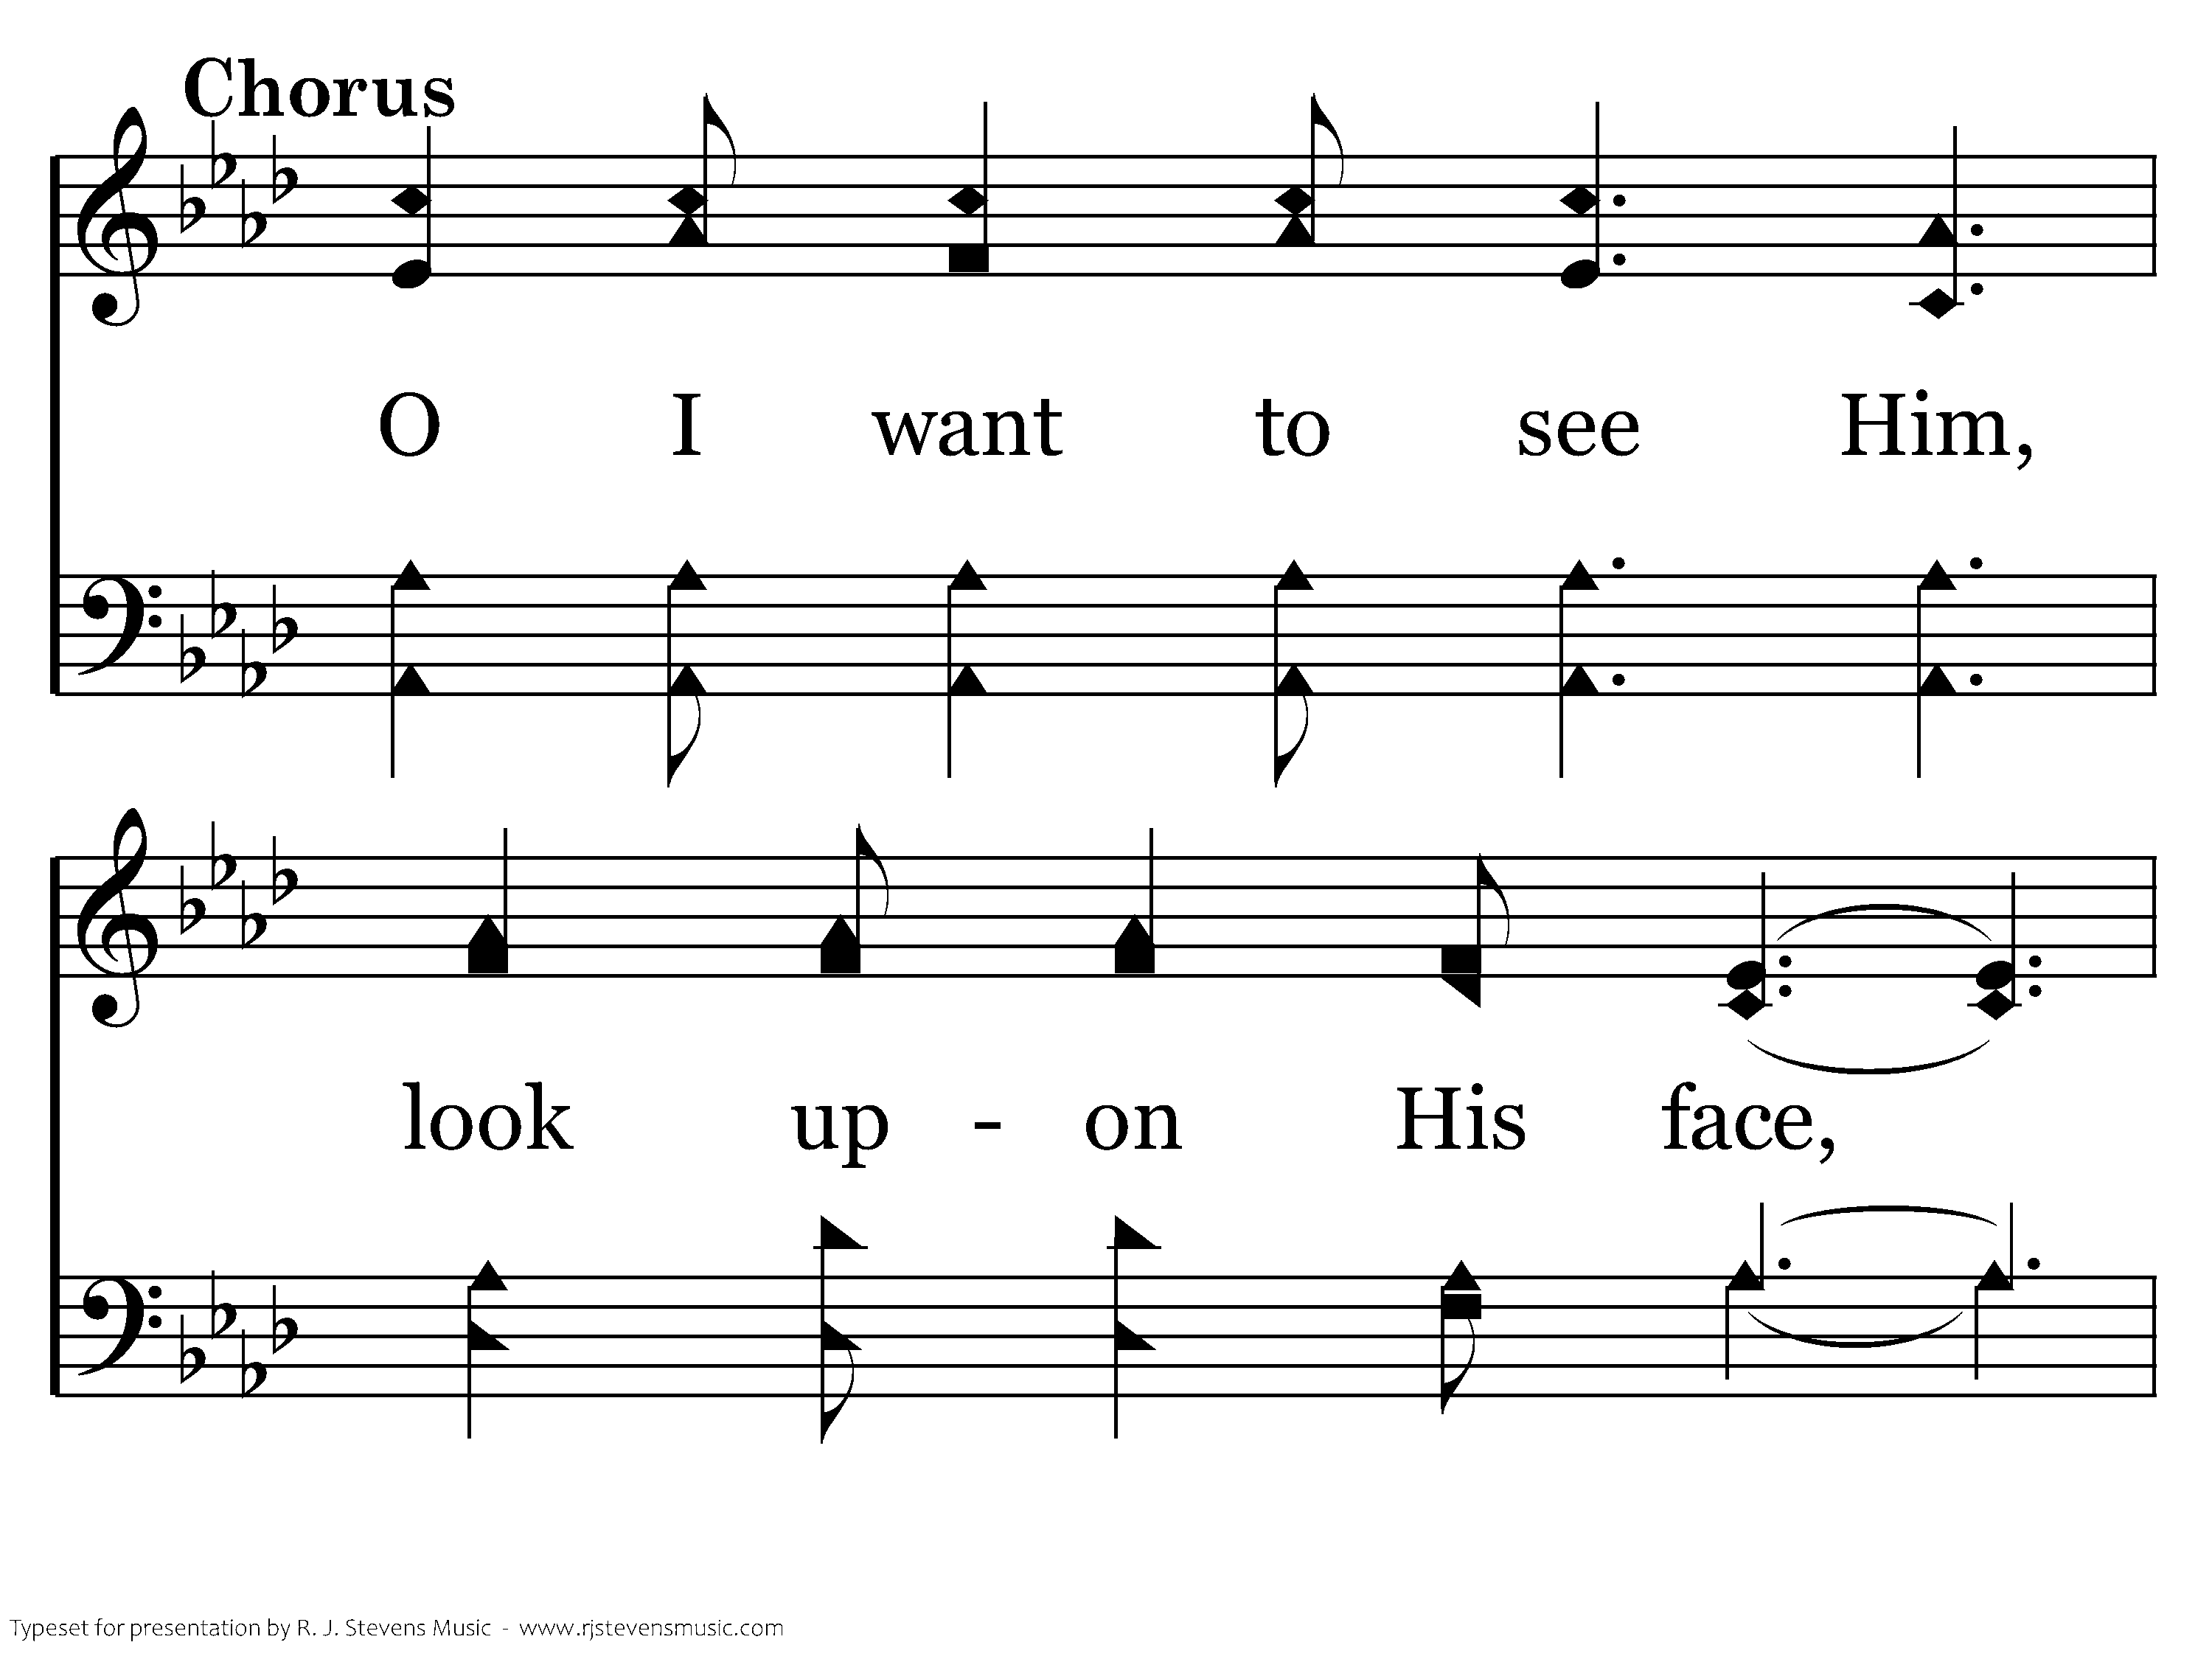 Chorus
O I want to see Him,
look up - on His face,
Typeset for presentation by R. J. Stevens Music - www.rjstevensmusic.com